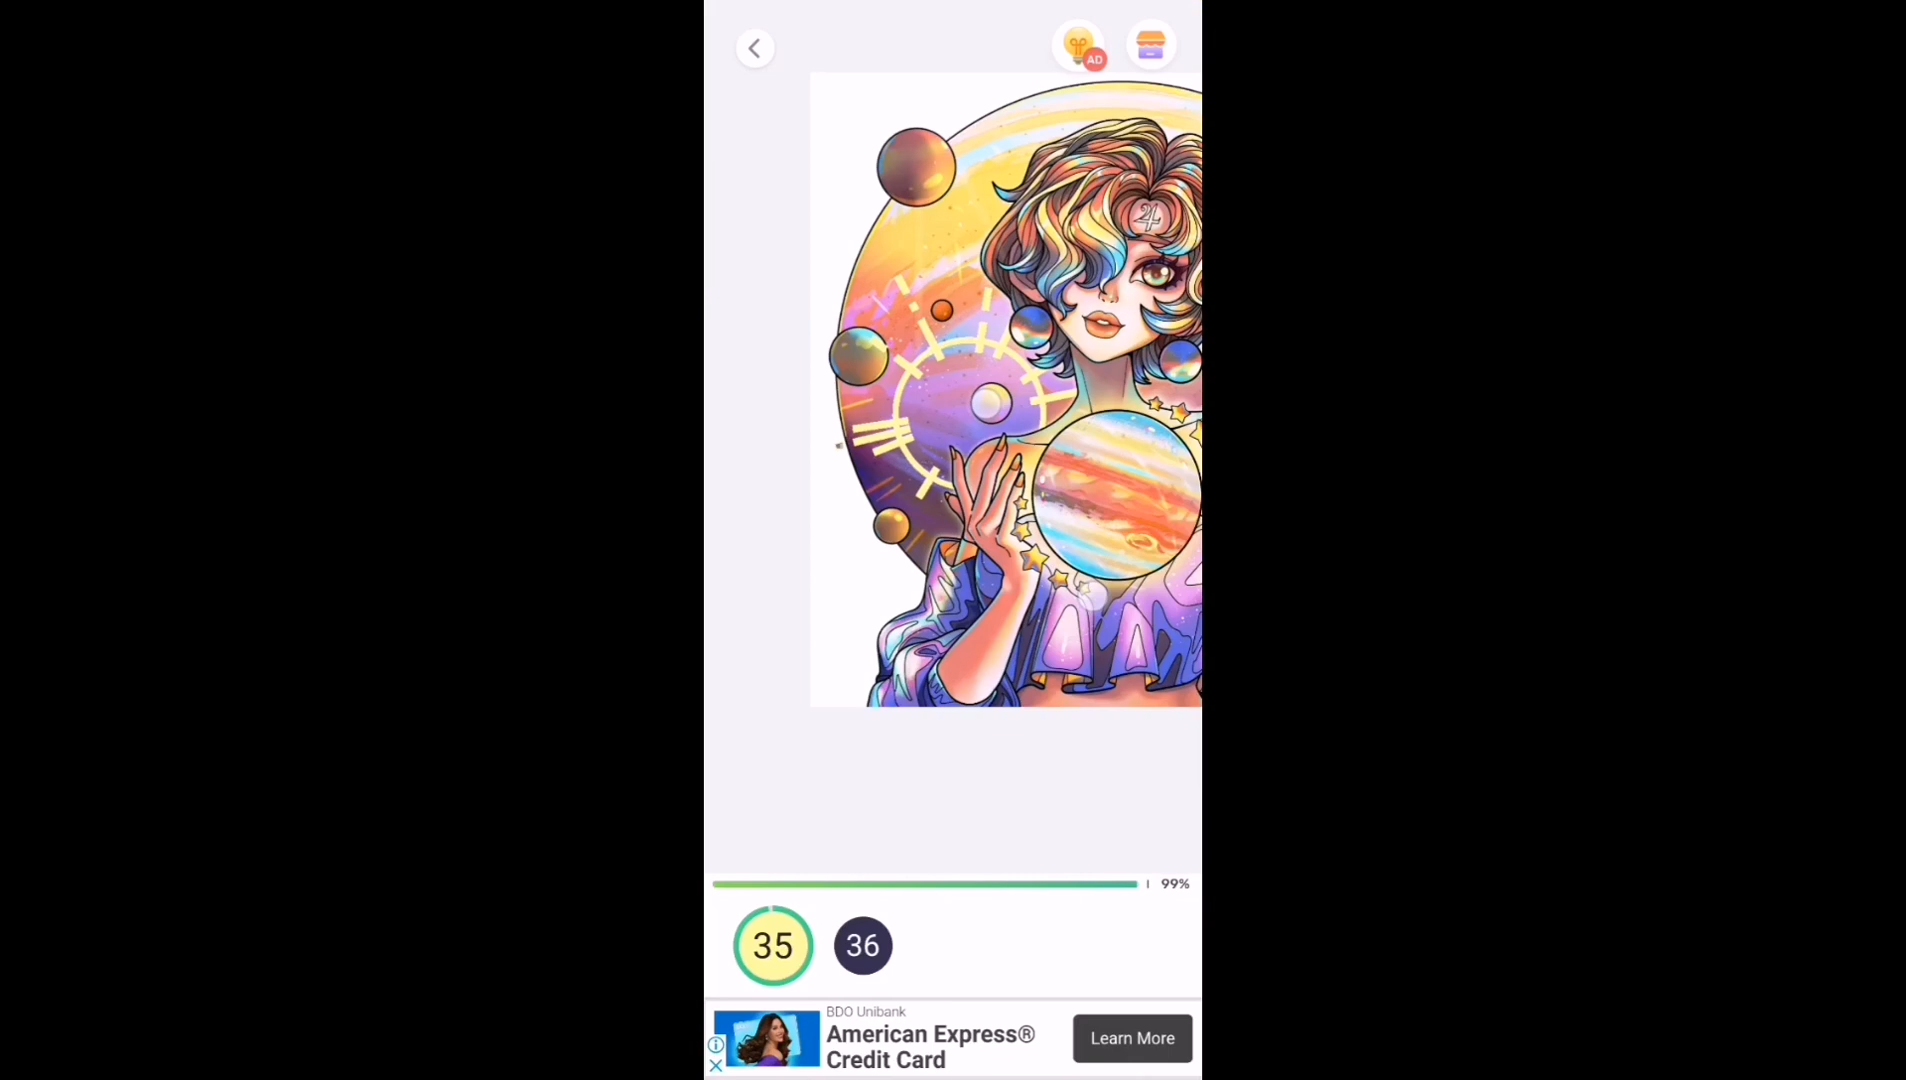 AD
99%
35
36
BDO Unibank
American Express®
Credit Card
Learn More